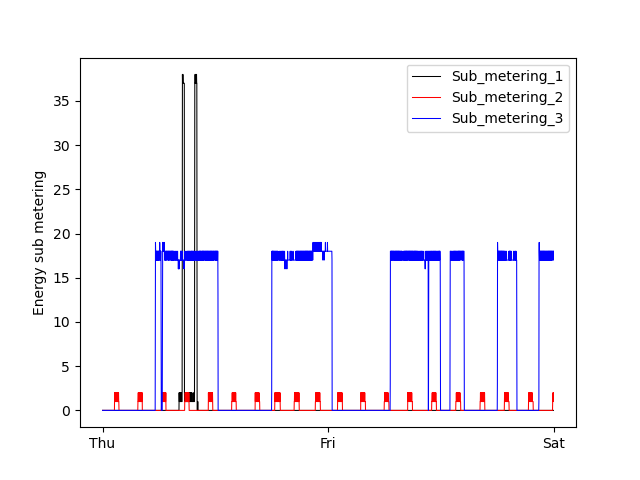 Sub_metering_1
Sub_metering_2
Sub_metering_3
Energy sub metering
35
30
25
20
15
10
5
0
Thu Fri Sat